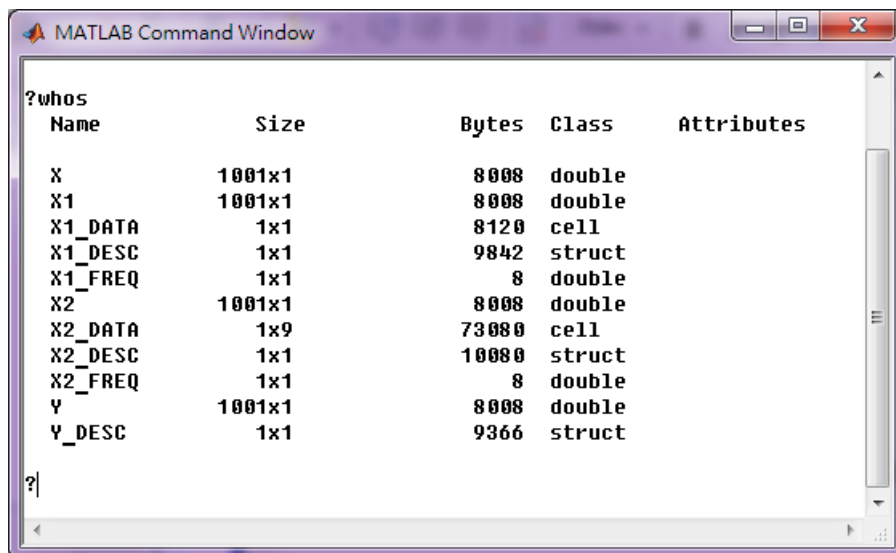 MATLAB Command Window
?whos
Name Size Bytes Class Attributes
X 1001x1 8008 double
X1 1001x1 8008 double
X1_DATA 1x1 8120 cell
X1_DESC 1x1 9842 struct
X1_FREQ 1x1 8 double
X2 1001x1 8008 double
X2_DATA 1x9 73080 cell
X2_DESC 1x1 10080 struct
X2_FREQ 1x1 8 double
Y 1001x1 8008 double
Y_DESC 1x1 9366 struct
?